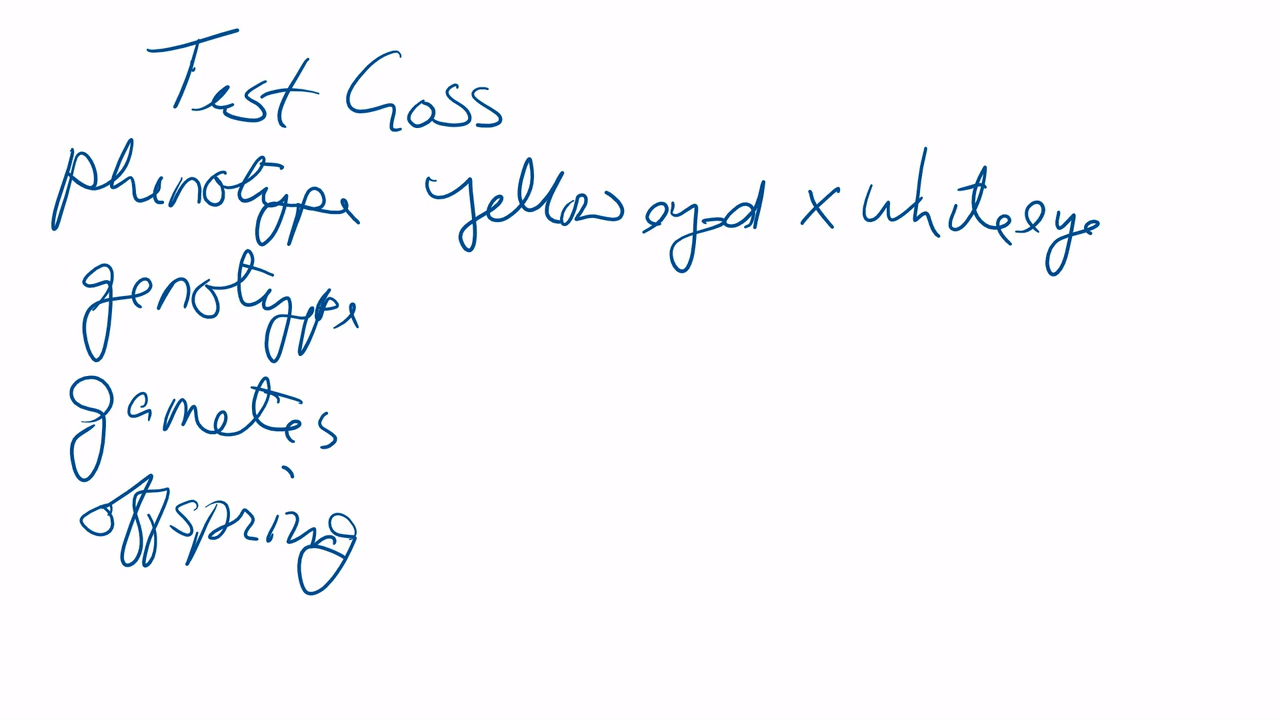 Test Cross
phenotype yellow eyed x white eye
genotype
gametes
offspring